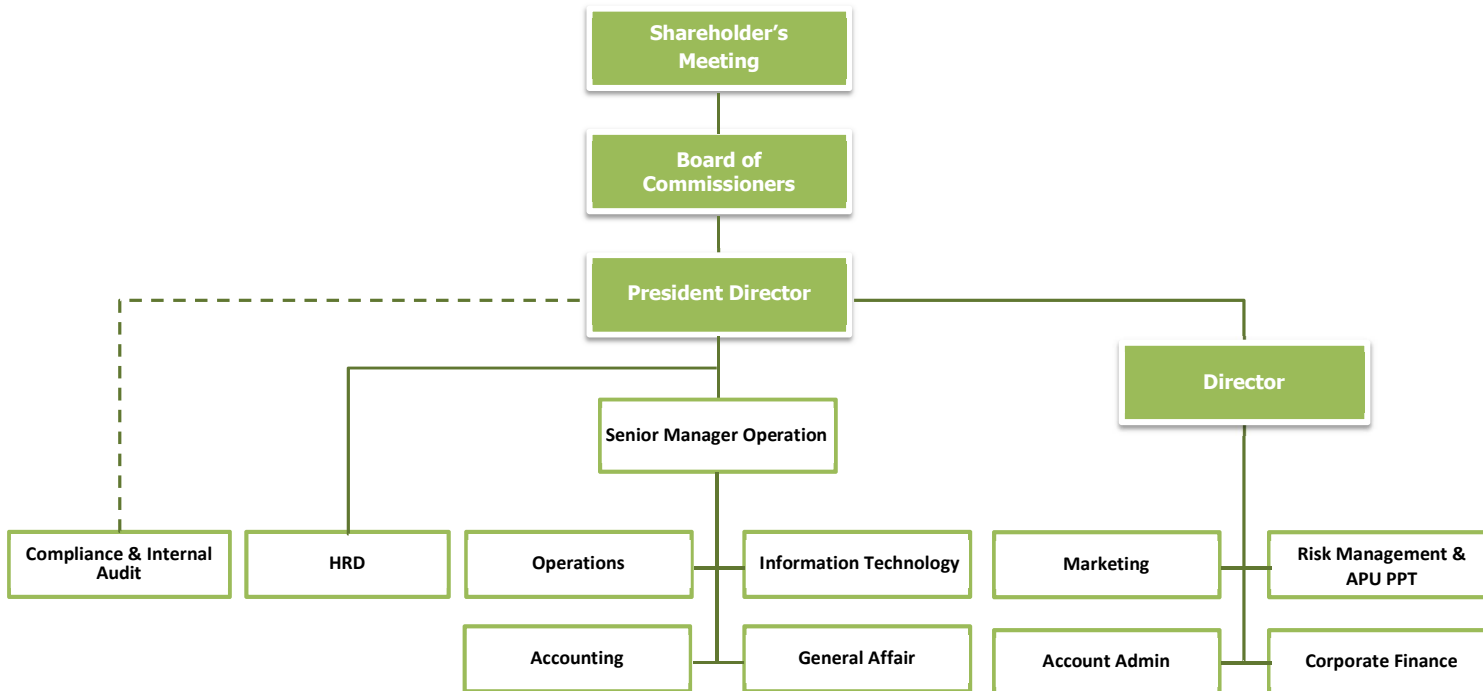 Shareholder’s
Meeting
Board of
Commissioners
President Director
Director
Senior Manager Operation
Compliance & Internal
Audit
HRD
Operations
Information Technology
Marketing
Risk Management &
APU PPT
Accounting
General Affair
Account Admin
Corporate Finance